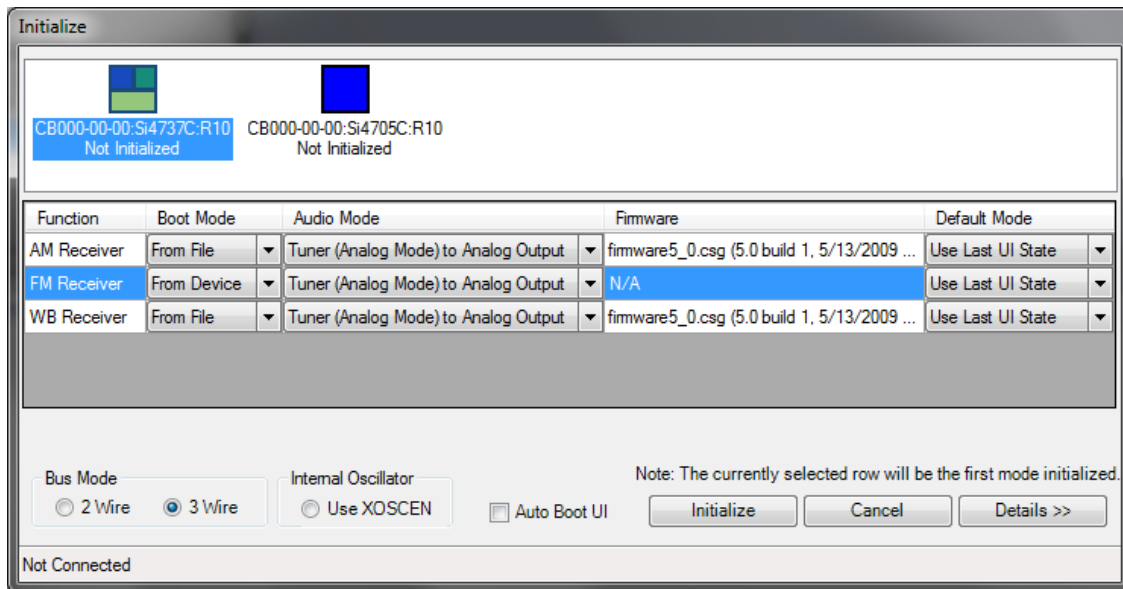 Initialize
CB000-00-00:Si4737C:R10 CB000-00-00:Si4705C:R10
Not Initialized Not Initialized
Function Boot Mode Audio Mode Firmware Default Mode
AM Receiver From File Tuner (Analog Mode) to Analog Output firmware5_0.csg (5.0 build 1, 5/13/2009 ... Use Last UI State
FM Receiver From Device Tuner (Analog Mode) to Analog Output N/A Use Last UI State
WB Receiver From File Tuner (Analog Mode) to Analog Output firmware5_0.csg (5.0 build 1, 5/13/2009 ... Use Last UI State
Note: The currently selected row will be the first mode initialized.
Bus Mode Internal Oscillator
2 Wire 3 Wire Use XOSCEN Auto Boot UI Initialize Cancel Details >>
Not Connected